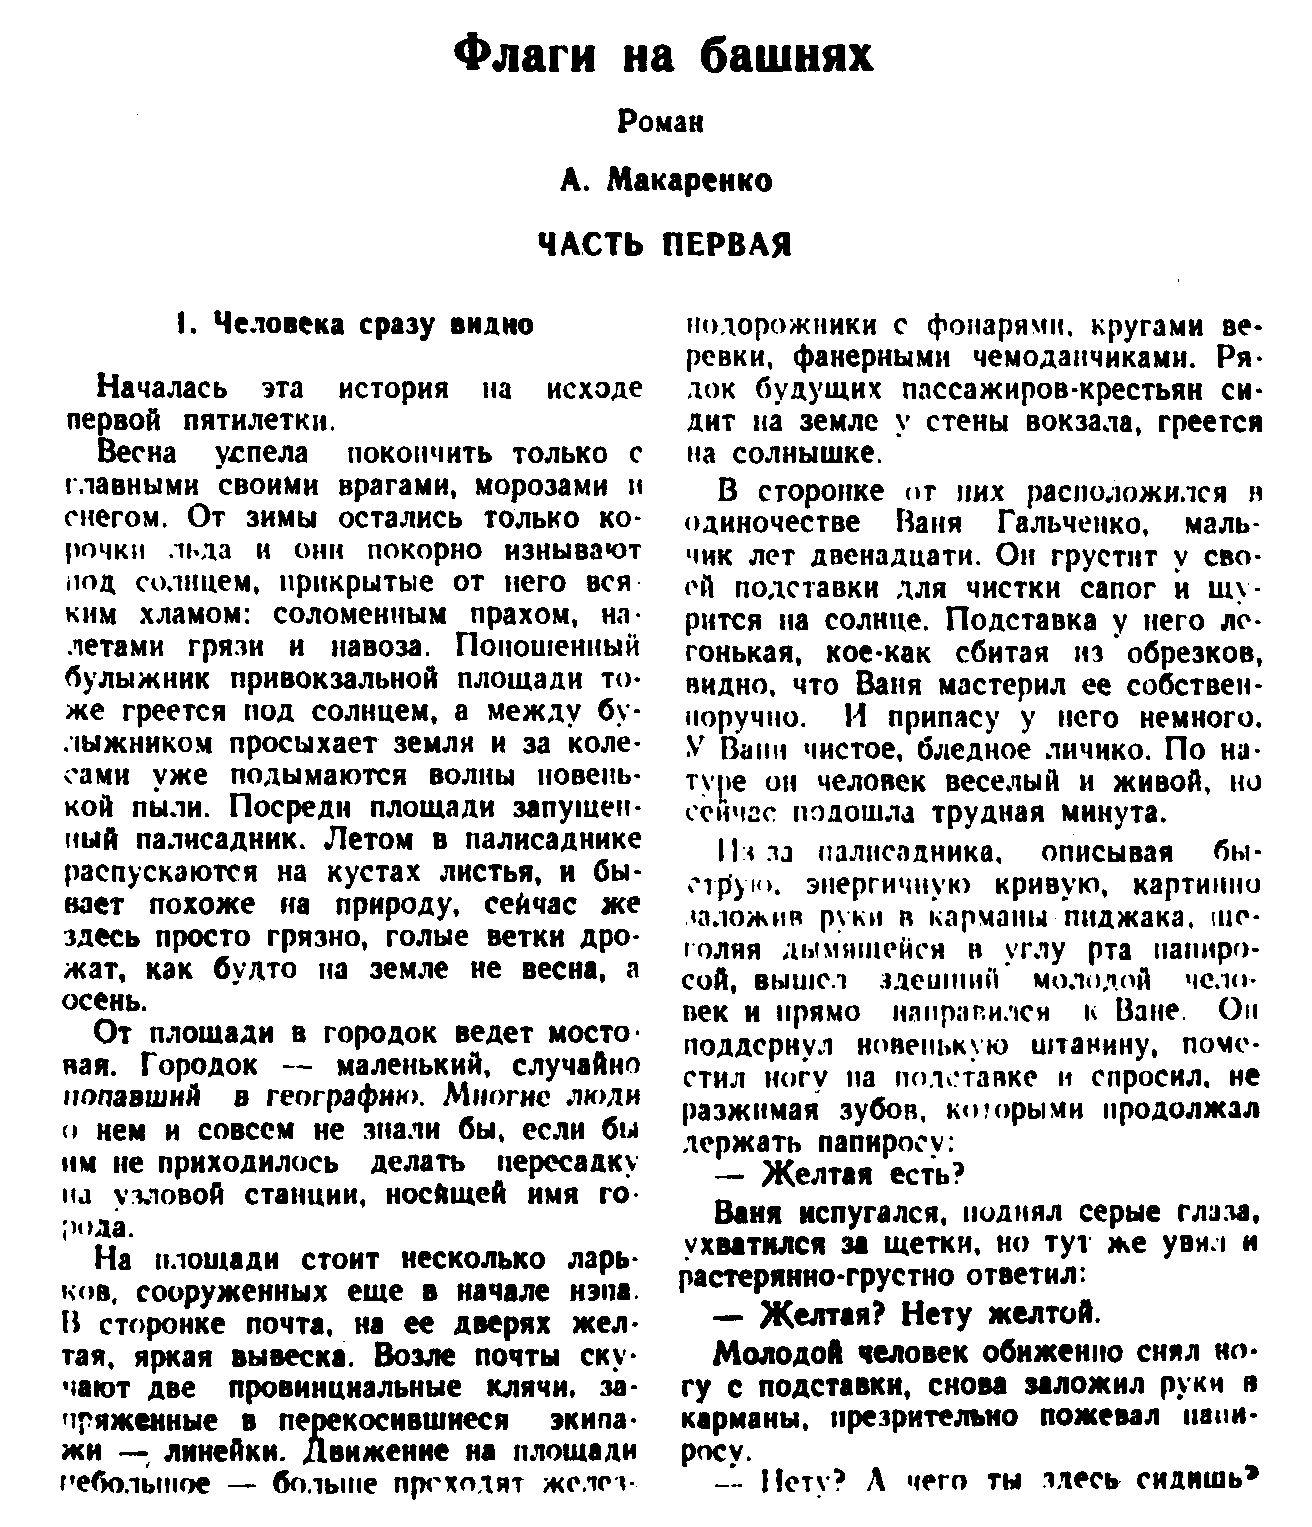 Флаги на башнях
Роман
А. Макаренко
ЧАСТЬ ПЕРВАЯ
1. Человека сразу видно
Началась эта история на исходе
первой пятилетки.
Весна успела покончить только с
главными своими врагами, морозами и
снегом. От зимы остались только ко-
рочки льда и они покорно изнывают
под солнцем, прикрытые от него вся-
ким хламом: соломенным прахом, на-
летами грязи и навоза. Поношенный
булыжник привокзальной площади то-
же греется под солнцем, а между бу-
лыжником просыхает земля и за коле-
сами уже подымаются волны новень-
кой пыли. Посреди площади запущен-
ный палисадник. Летом в палисаднике
распускаются на кустах листья, и бы-
вает похоже на природу, сейчас же
здесь просто грязно, голые ветки дро-
жат, как будто на земле не весна, а
осень.
От площади в городок ведет мосто-
вая. Городок — маленький, случайно
попавший в географию. Многие люди
о нем и совсем не знали бы, если бы
им не приходилось делать пересадку
на узловой станции, носящей имя го-
рода.
На площади стоит несколько ларь-
ков, сооруженных еще в начале нэпа.
В сторонке почта, на ее дверях жел-
тая, яркая вывеска. Возле почты ску-
чают две провинциальные клячи, за-
пряженные в перекосившиеся экипа-
жи — линейки. Движение на площади
небольшое — больше проходят желез-
нодорожники с фонарями, кругами ве-
ревки, фанерными чемоданчиками. Ря-
док будущих пассажиров-крестьян си-
дит на земле у стены вокзала, греется
на солнышке.
В сторонке от них расположился в
одиночестве Ваня Гальченко, маль-
чик лет двенадцати. Он грустит у сво-
ей подставки для чистки сапог и щу-
рится на солнце. Подставка у него ле-
гонькая, кое-как сбитая из обрезков,
видно, что Ваня мастерил ее собствен-
норучно. И припасу у него немного.
У Вани чистое, бледное личико. По на-
туре он человек веселый и живой, но
сейчас подошла трудная минута.
Из за палисадника, описывая бы-
струю, энергичную кривую, картинно
заложив руки в карманы пиджака, ще-
голяя дымящейся в углу рта папиро-
сой, вышел здешний молодой чело-
век и прямо направился к Ване. Он
поддернул новенькую штанину, поме-
стил ногу на подставке и спросил, не
разжимая зубов, которыми продолжал
держать папиросу:
— Желтая есть?
Ваня испугался, поднял серые глаза,
ухватился за щетки, но тут же увял и
растерянно-грустно ответил:
— Желтая? Нету желтой.
Молодой человек обиженно снял но-
гу с подставки, снова заложил руки в
карманы, презрительно пожевал папи-
росу.
— Нету? А чего ты здесь сидишь?